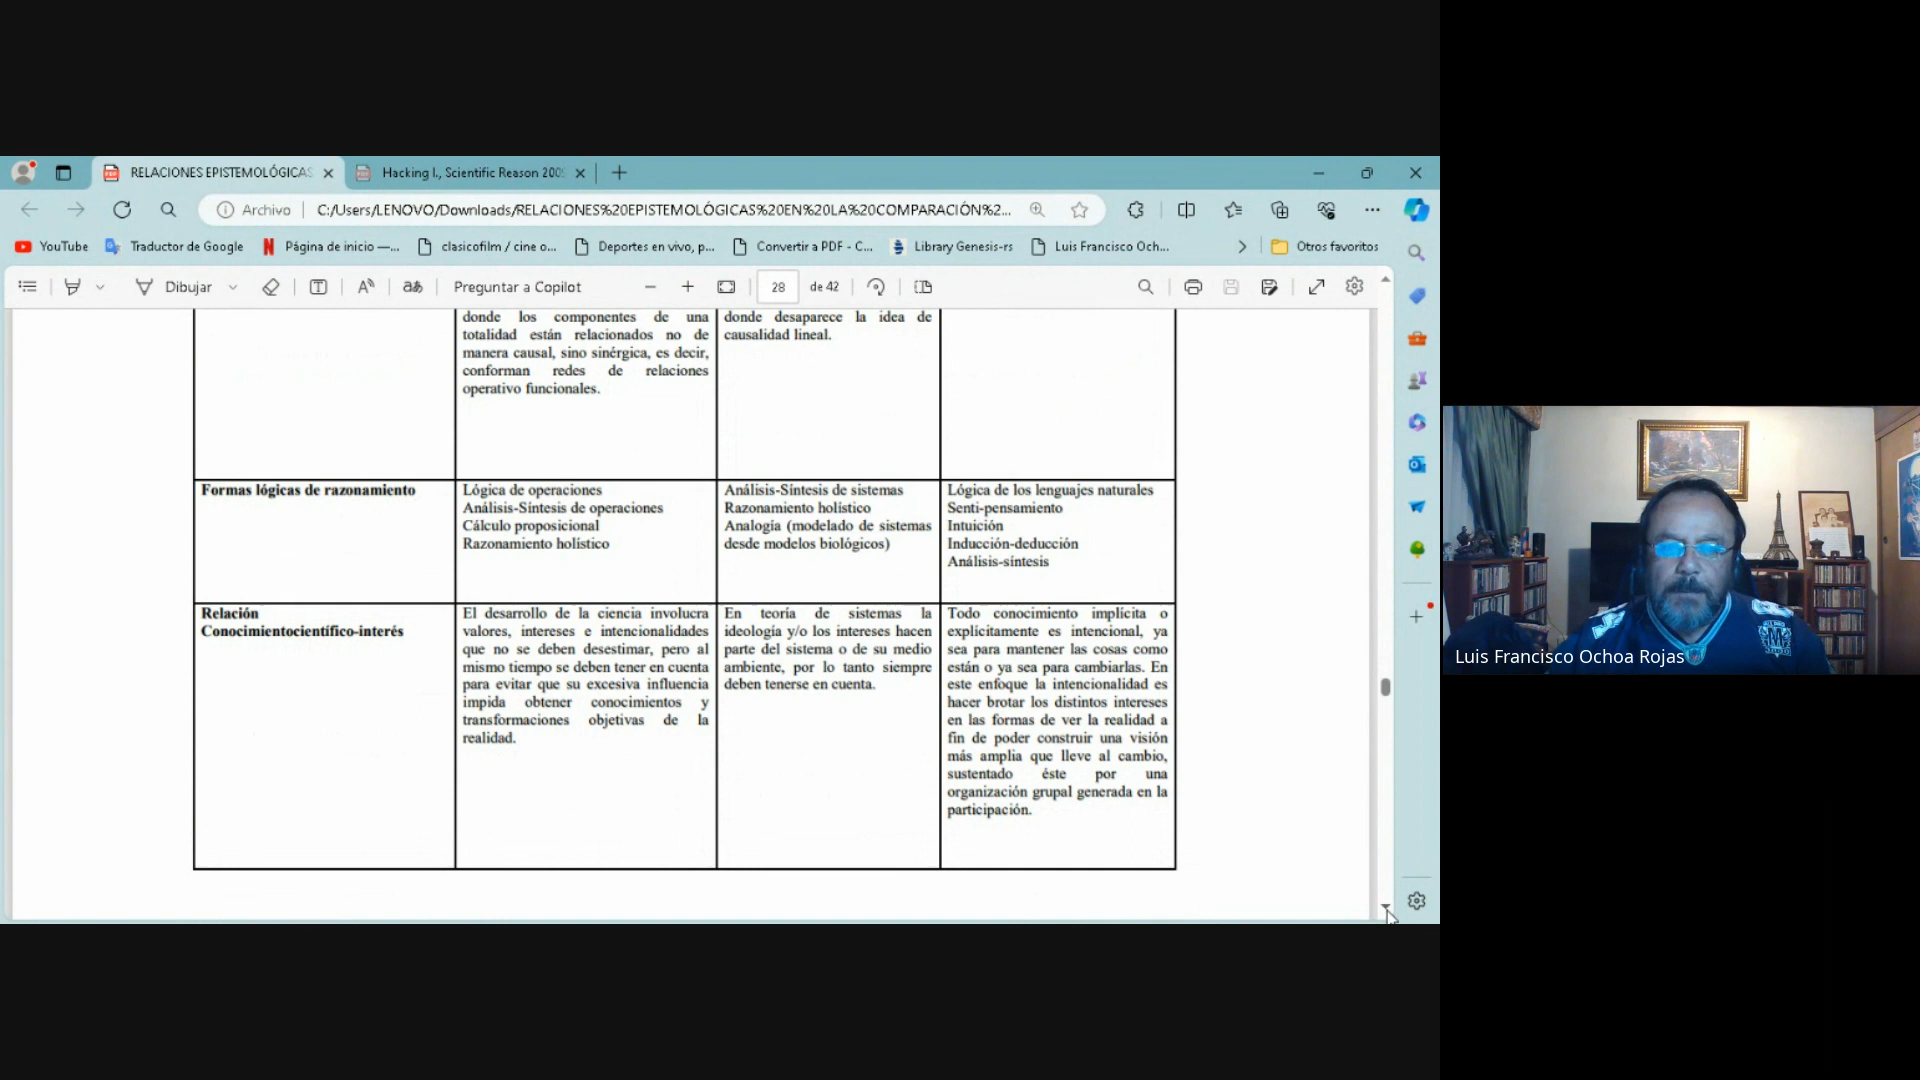 RELACIONES EPISTEMOLÓGICAS
Hacking I., Scientific Reason 200
Archivo
C:/Users/LENOVO/Downloads/RELACIONES%20EPISTEMOLÓGICAS%20EN%20LA%20COMPARACIÓN%2...
YouTube
Traductor de Google
Página de inicio —...
clasicofilm / cine o...
Deportes en vivo, p...
Convertir a PDF - C...
Library Genesis-rs
Luis Francisco Och...
Otros favoritos
Dibujar
aあ
Preguntar a Copilot
28
de 42
donde los componentes de una
totalidad están relacionados no de
manera causal, sino sinérgica, es decir,
conforman redes de relaciones
operativo funcionales.
donde desaparece la idea de
causalidad lineal.
Formas lógicas de razonamiento
Lógica de operaciones
Análisis-Síntesis de operaciones
Cálculo proposicional
Razonamiento holístico
Análisis-Síntesis de sistemas
Razonamiento holístico
Analogía (modelado de sistemas
desde modelos biológicos)
Lógica de los lenguajes naturales
Senti-pensamiento
Intuición
Inducción-deducción
Análisis-síntesis
Relación
Conocimientocientífico-interés
El desarrollo de la ciencia involucra
valores, intereses e intencionalidades
que no se deben desestimar, pero al
mismo tiempo se deben tener en cuenta
para evitar que su excesiva influencia
impida obtener conocimientos y
transformaciones objetivas de la
realidad.
En teoría de sistemas la
ideología y/o los intereses hacen
parte del sistema o de su medio
ambiente, por lo tanto siempre
deben tenerse en cuenta.
Todo conocimiento implícita o
explícitamente es intencional, ya
sea para mantener las cosas como
están o ya sea para cambiarlas. En
este enfoque la intencionalidad es
hacer brotar los distintos intereses
en las formas de ver la realidad a
fin de poder construir una visión
más amplia que lleve al cambio,
sustentado éste por una
organización grupal generada en la
participación.
Luis Francisco Ochoa Rojas